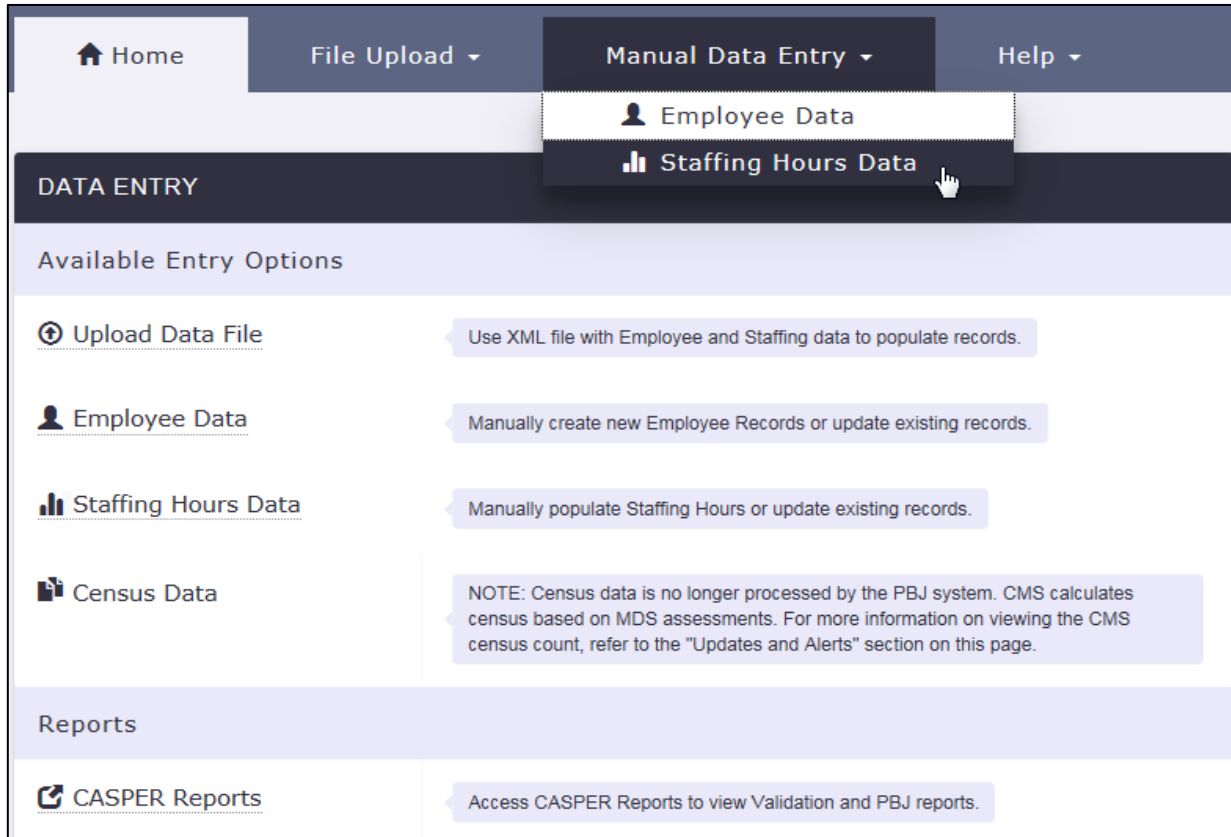 Home File Upload Manual Data Entry Help
Employee Data
Staffing Hours Data
DATA ENTRY
Available Entry Options
Upload Data File
Use XML file with Employee and Staffing data to populate records.
Employee Data
Manually create new Employee Records or update existing records.
Staffing Hours Data
Manually populate Staffing Hours or update existing records.
Census Data
NOTE: Census data is no longer processed by the PBJ system. CMS calculates
census based on MDS assessments. For more information on viewing the CMS
census count, refer to the "Updates and Alerts" section on this page.
Reports
CASPER Reports
Access CASPER Reports to view Validation and PBJ reports.